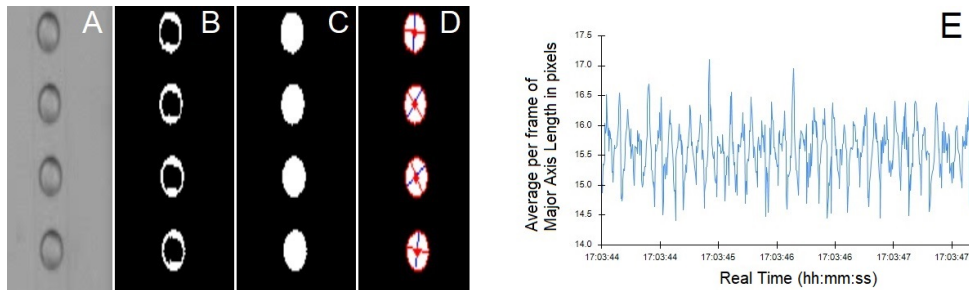 A
B
C
D
E
Average per frame of
Major Axis Length in pixels
17.5
17.0
16.5
16.0
15.5
15.0
14.5
14.0
17:03:44
17:03:44
17:03:45
17:03:46
17:03:46
17:03:47
17:03:47
Real Time (hh:mm:ss)